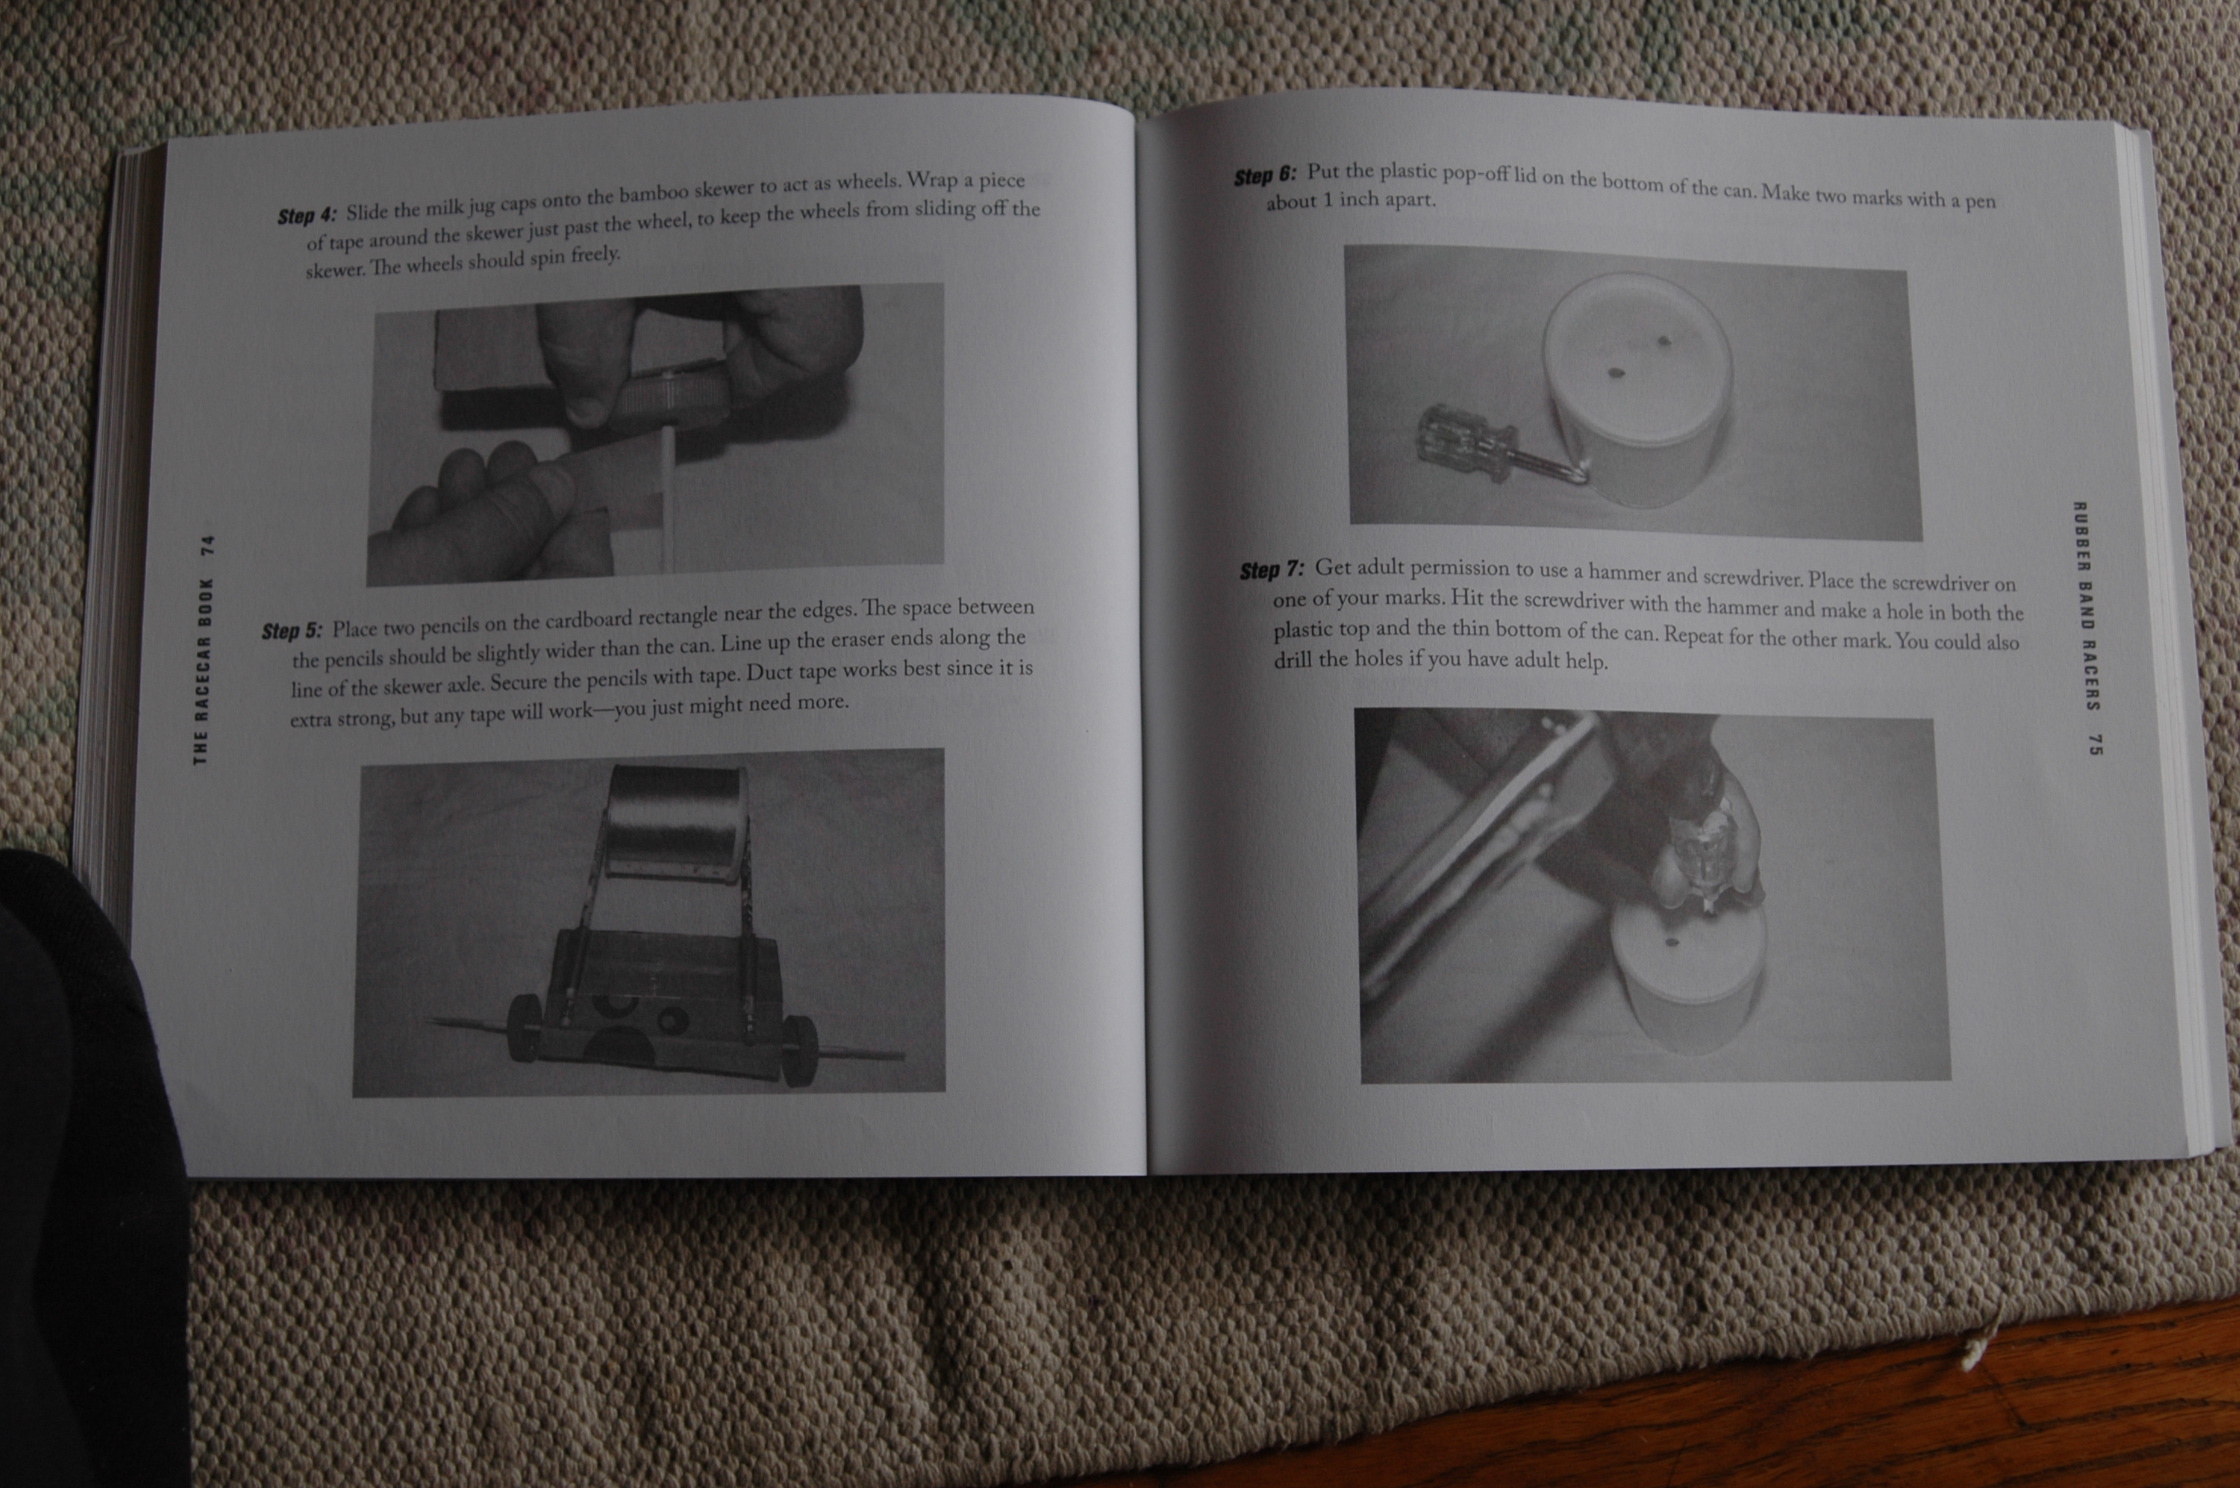 Step 4: Slide the milk jug caps onto the bamboo skewer to act as wheels. Wrap a piece
of tape around the skewer just past the wheel, to keep the wheels from sliding off the
skewer. The wheels should spin freely.
THE RACECAR BOOK 74
Step 5: Place two pencils on the cardboard rectangle near the edges. The space between
the pencils should be slightly wider than the can. Line up the eraser ends along the
line of the skewer axle. Secure the pencils with tape. Duct tape works best since it is
extra strong, but any tape will work—you just might need more.
Step 6: Put the plastic pop-off lid on the bottom of the can. Make two marks with a pen
about 1 inch apart.
Step 7: Get adult permission to use a hammer and screwdriver. Place the screwdriver on
one of your marks. Hit the screwdriver with the hammer and make a hole in both the
plastic top and the thin bottom of the can. Repeat for the other mark. You could also
drill the holes if you have adult help.
RUBBER BAND RACERS 75